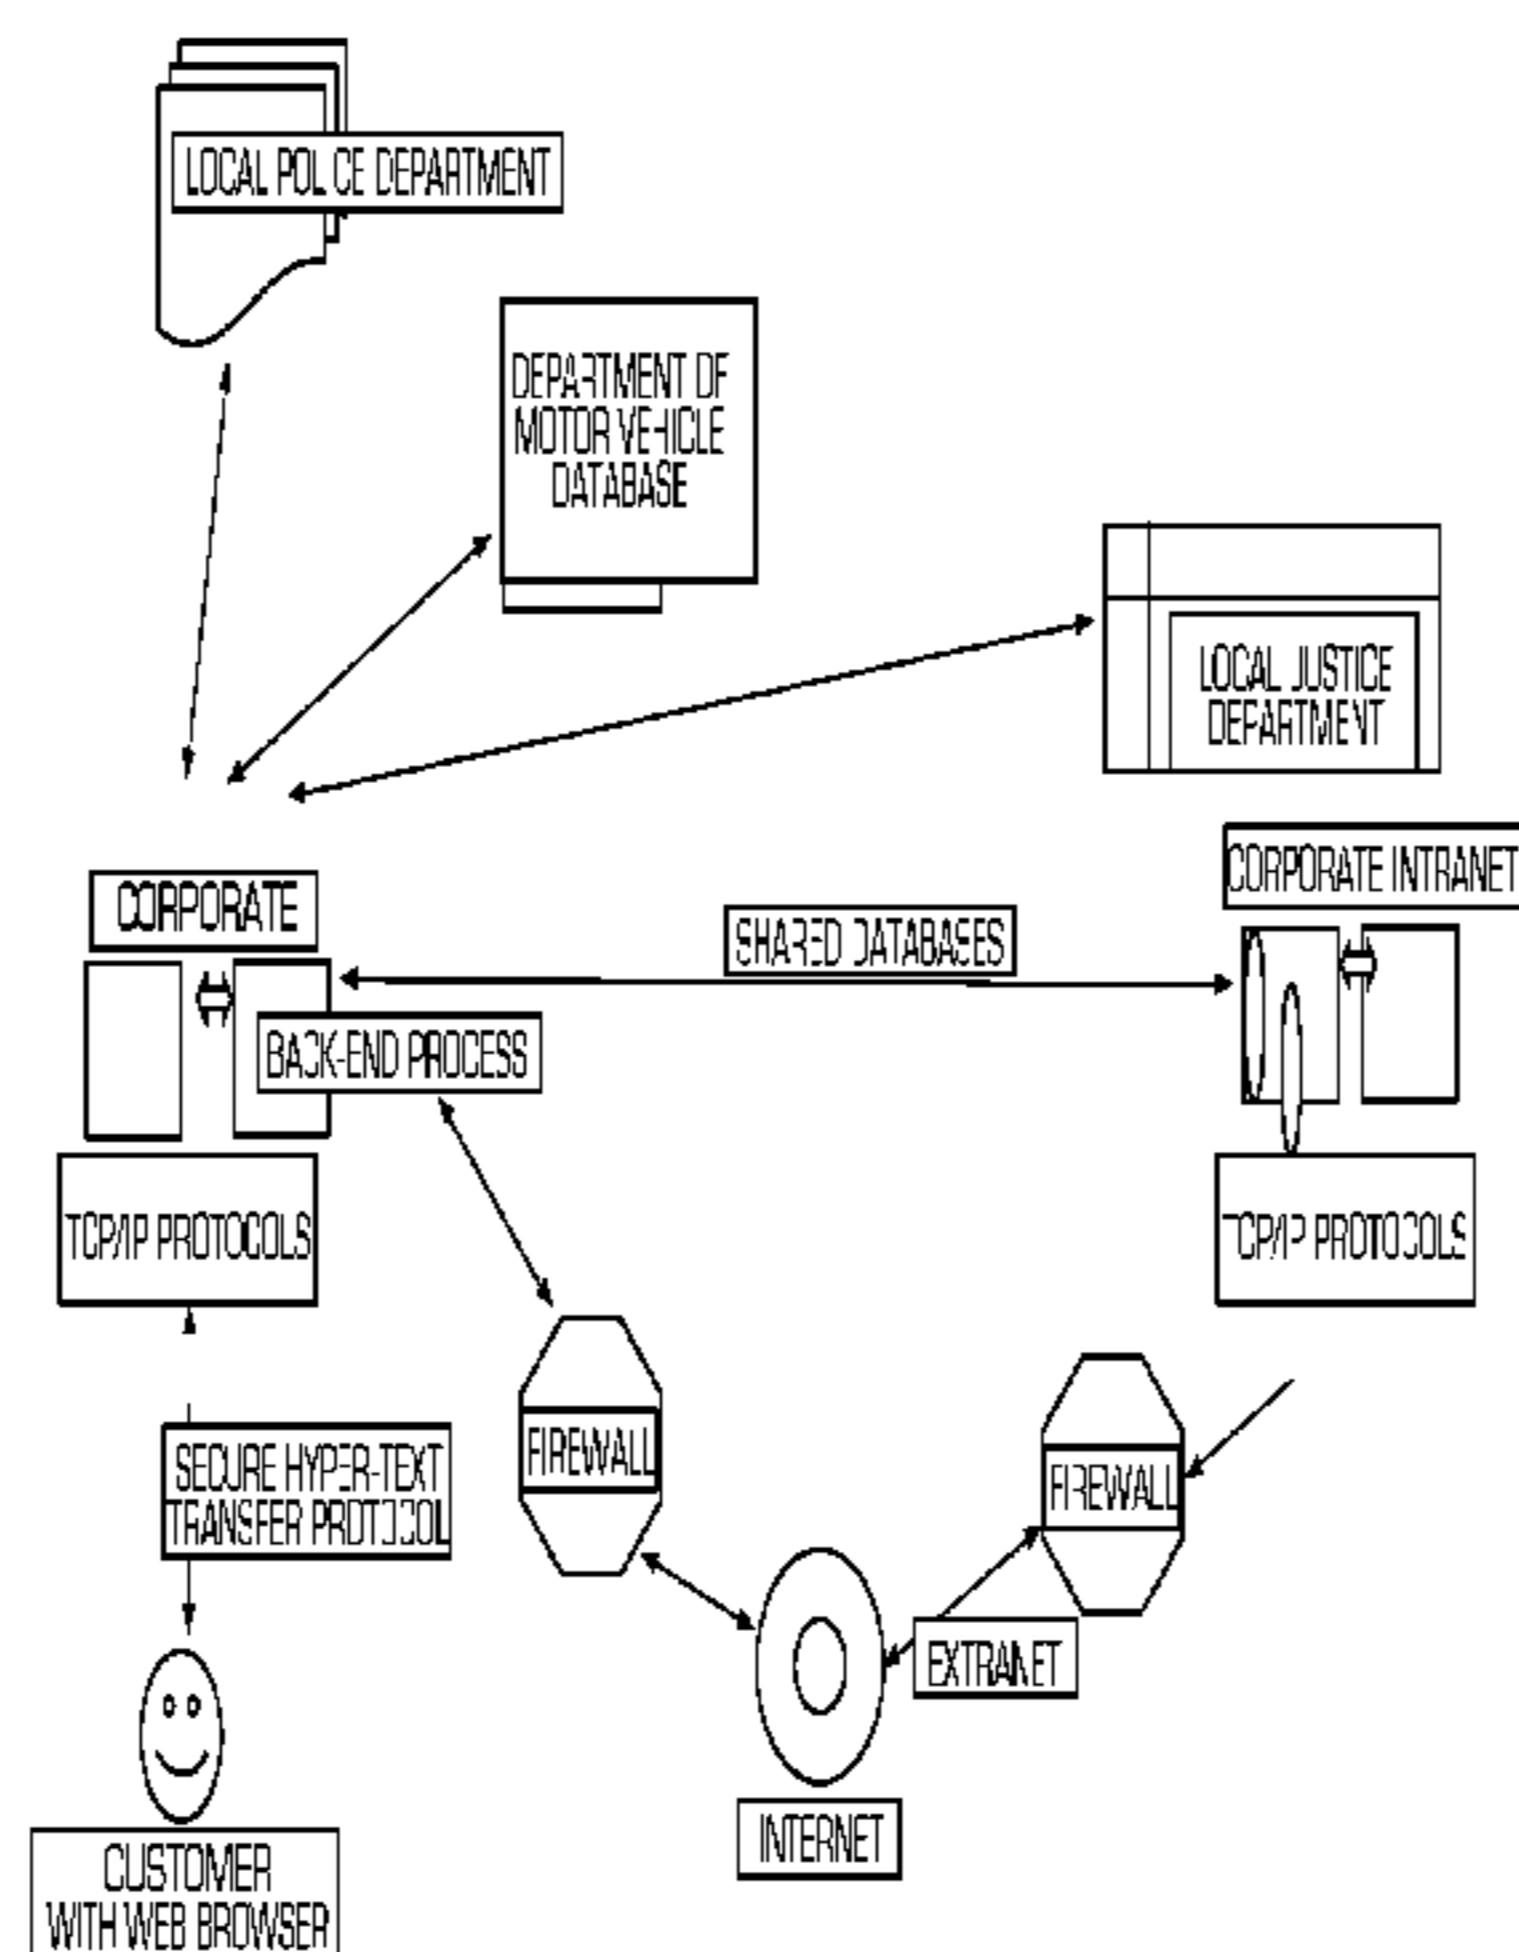 LOCAL POLICE DEPARTMENT
DEPARTMENT OF
MOTOR VEHICLE
DATABASE
LOCAL JUSTICE
DEPARTMENT
CORPORATE
CORPORATE INTRANET
SHARED DATABASES
BACK-END PROCESS
TCP/IP PROTOCOLS
TCP/IP PROTOCOLS
FIREWALL
FIREWALL
SECURE HYPER-TEXT
TRANSFER PROTOCOL
EXTRANET
INTERNET
CUSTOMER
WITH WEB BROWSER